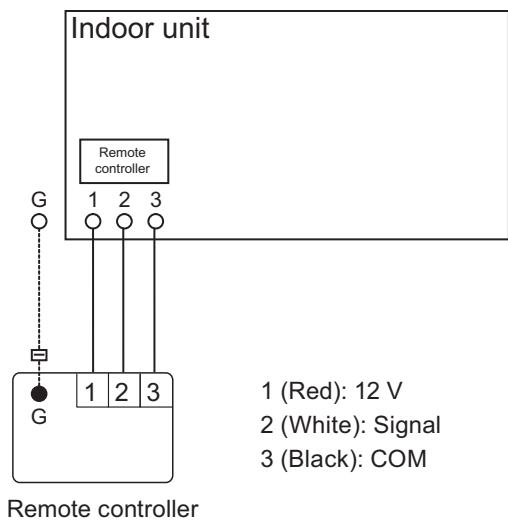 Indoor unit
Remote
controller
G 1 2 3
1 2 3
G
1 (Red): 12 V
2 (White): Signal
3 (Black): COM
Remote controller